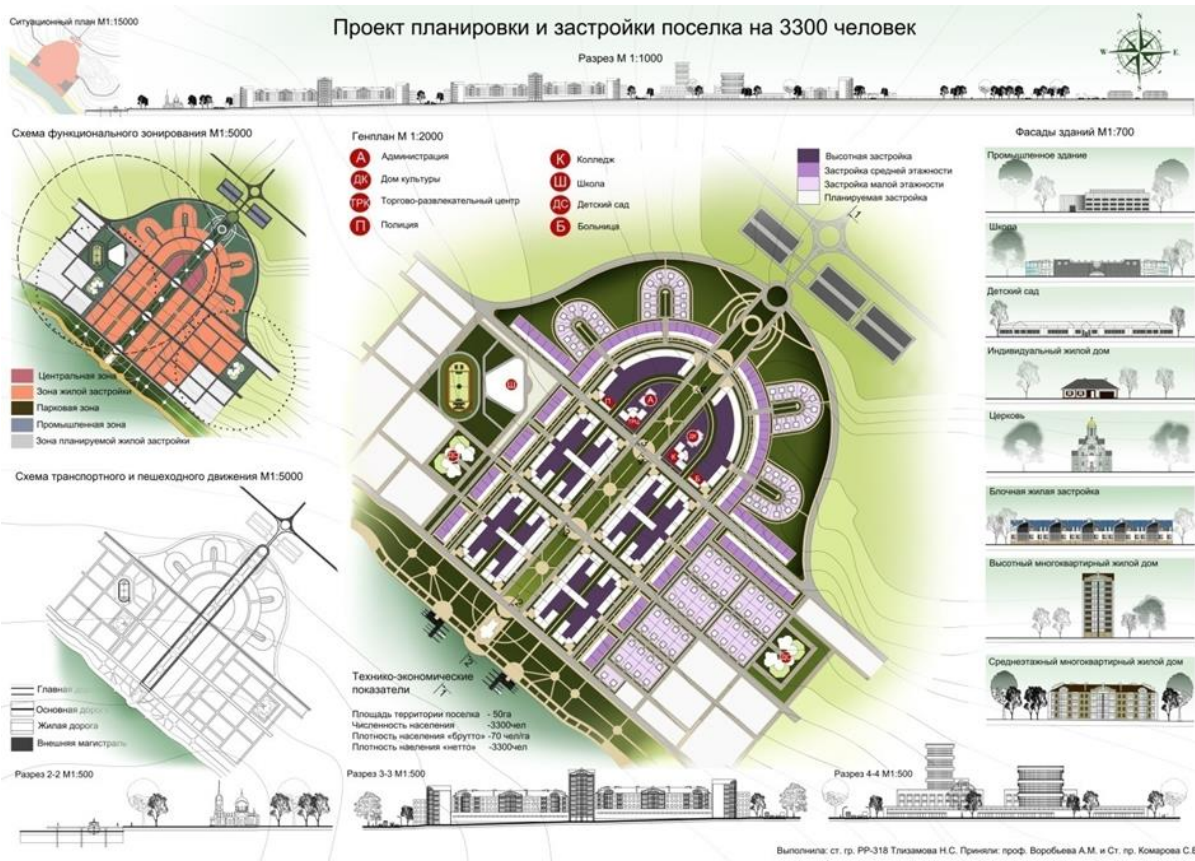 Ситуационный план М1:15000
Проект планировки и застройки поселка на 3300 человек
Разрез М 1:1000
N
W
E
S
Схема функционального зонирования М1:5000
Центральная зона
Зона жилой застройки
Парковая зона
Промышленная зона
Зона планируемой жилой застройки
Схема транспортного и пешеходного движения М1:5000
Главная
Основная дорога
Жилая дорога
Внешняя магистраль
Генплан М 1:2000
А Администрация
ДК Дом культуры
ТРК Торгово-развлекательный центр
П Полиция
К Колледж
Ш Школа
ДС Детский сад
Б Больница
Высотная застройка
Застройка средней этажности
Застройка малой этажности
Планируемая застройка
Ш
П
А
ТРК
ДК
К
Б
ДС
ДС
Технико-экономические
показатели
Площадь территории поселка - 50га
Численность населения -3300чел
Плотность населения «брутто» -70 чел/га
Плотность наеления «нетто» -3300чел
Фасады зданий М1:700
Промышленное здание
Школа
Детский сад
Индивидуальный жилой дом
Церковь
Блочная жилая застройка
Высотный многоквартирный жилой дом
Среднеэтажный многоквартирный жилой дом
Разрез 2-2 М1:500
Разрез 3-3 М1:500
Разрез 4-4 М1:500
Выполнила: ст. гр. РР-318 Тлизамова Н.С. Приняли: проф. Воробьева А.М. и Ст. пр. Комарова С.Е